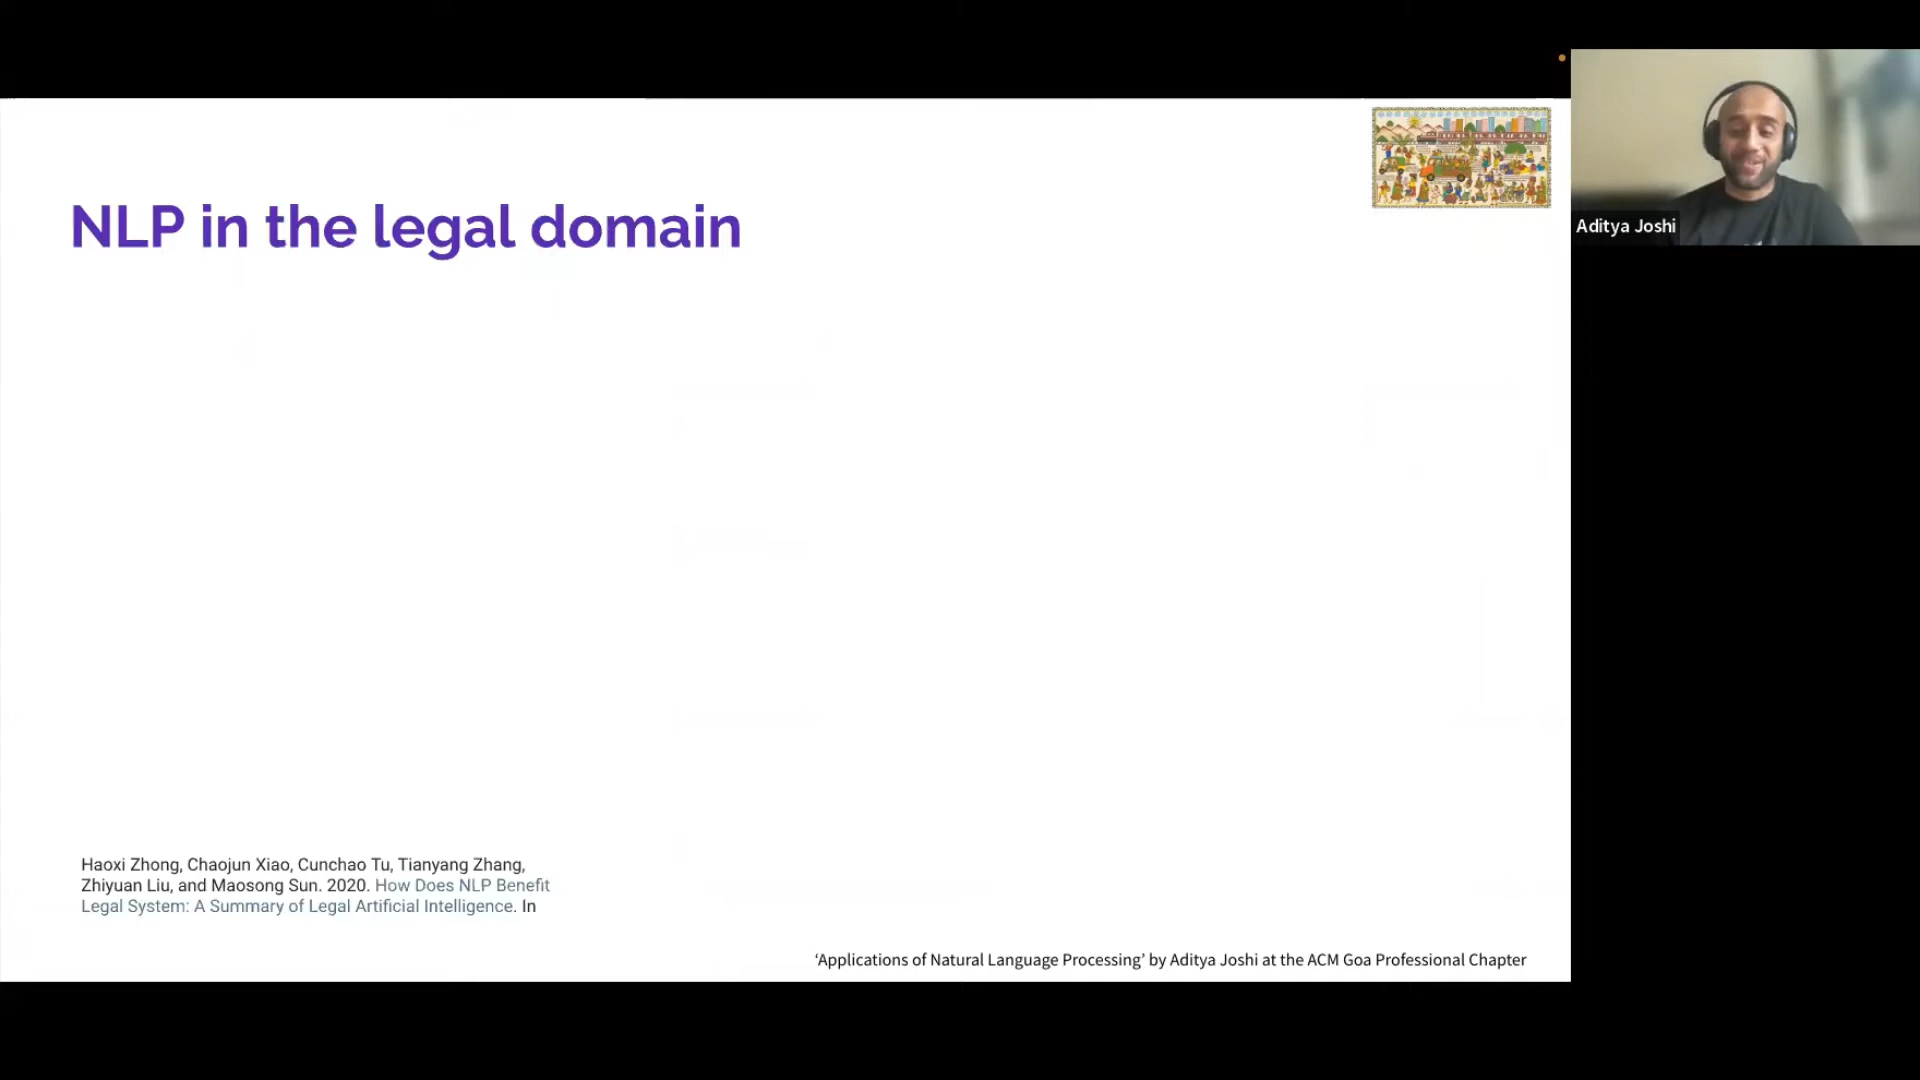 NLP in the legal domain
Aditya Joshi
Haoxi Zhong, Chaojun Xiao, Cunchao Tu, Tianyang Zhang,
Zhiyuan Liu, and Maosong Sun. 2020. How Does NLP Benefit
Legal System: A Summary of Legal Artificial Intelligence. In
‘Applications of Natural Language Processing’ by Aditya Joshi at the ACM Goa Professional Chapter